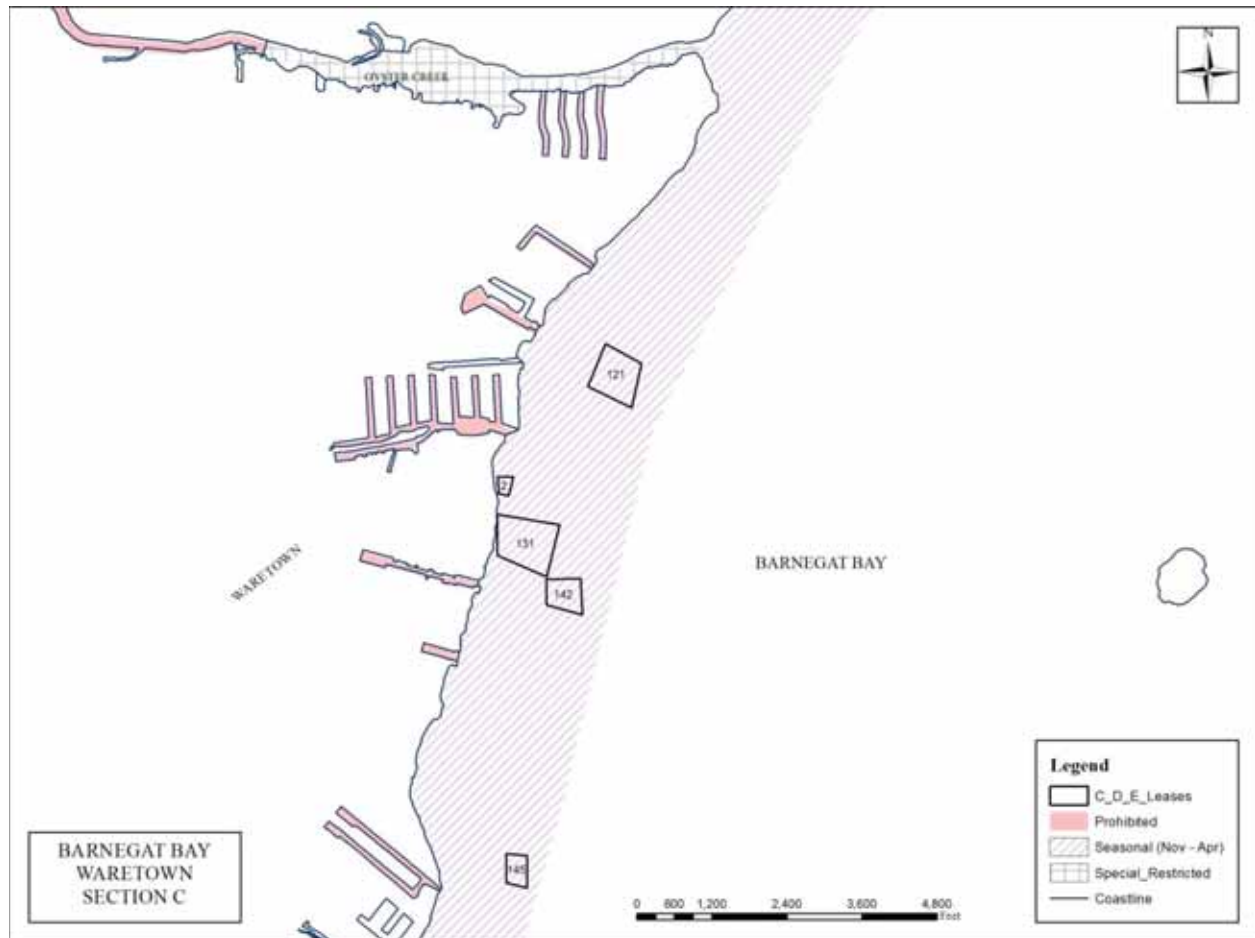 N
OYSTER CREEK
121
2
131
142
WARETOWN
BARNEGAT BAY
145
BARNEGAT BAY
WARETOWN
SECTION C
0 600 1,200 2,400 3,600 4,800
Feet
Legend
C_D_E_Leases
Prohibited
Seasonal (Nov - Apr)
Special_Restricted
Coastline